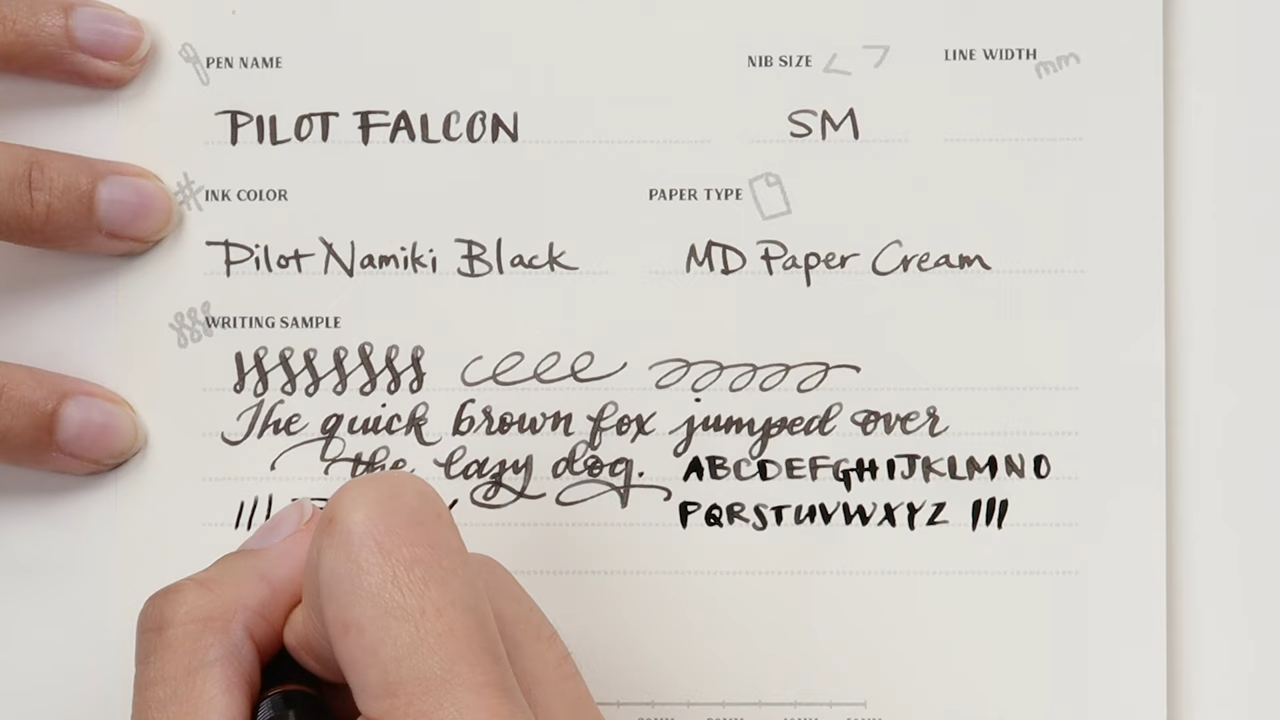 PEN NAME NIB SIZE LINE WIDTH mm
PILOT FALCON SM
INK COLOR PAPER TYPE
Pilot Namiki Black MD Paper Cream
WRITING SAMPLE
The quick brown fox jumped over
the lazy dog. ABCDEFGHIJKLMNO
PQRSTUVWXYZ